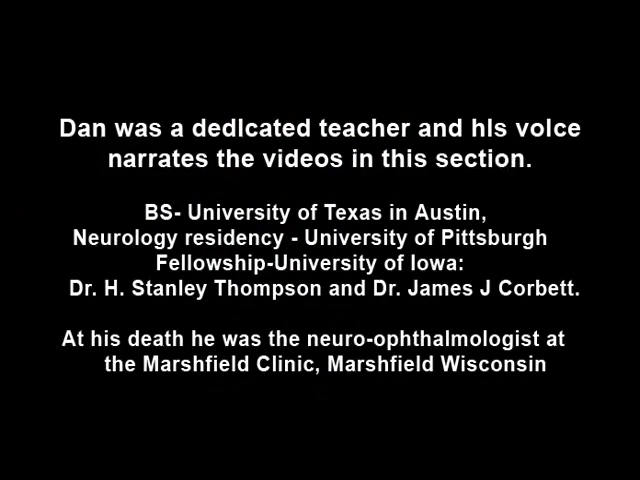 Dan was a dedicated teacher and his voice
narrates the videos in this section.
BS- University of Texas in Austin,
Neurology residency - University of Pittsburgh
Fellowship-University of Iowa:
Dr. H. Stanley Thompson and Dr. James J Corbett.
At his death he was the neuro-ophthalmologist at
the Marshfield Clinic, Marshfield Wisconsin